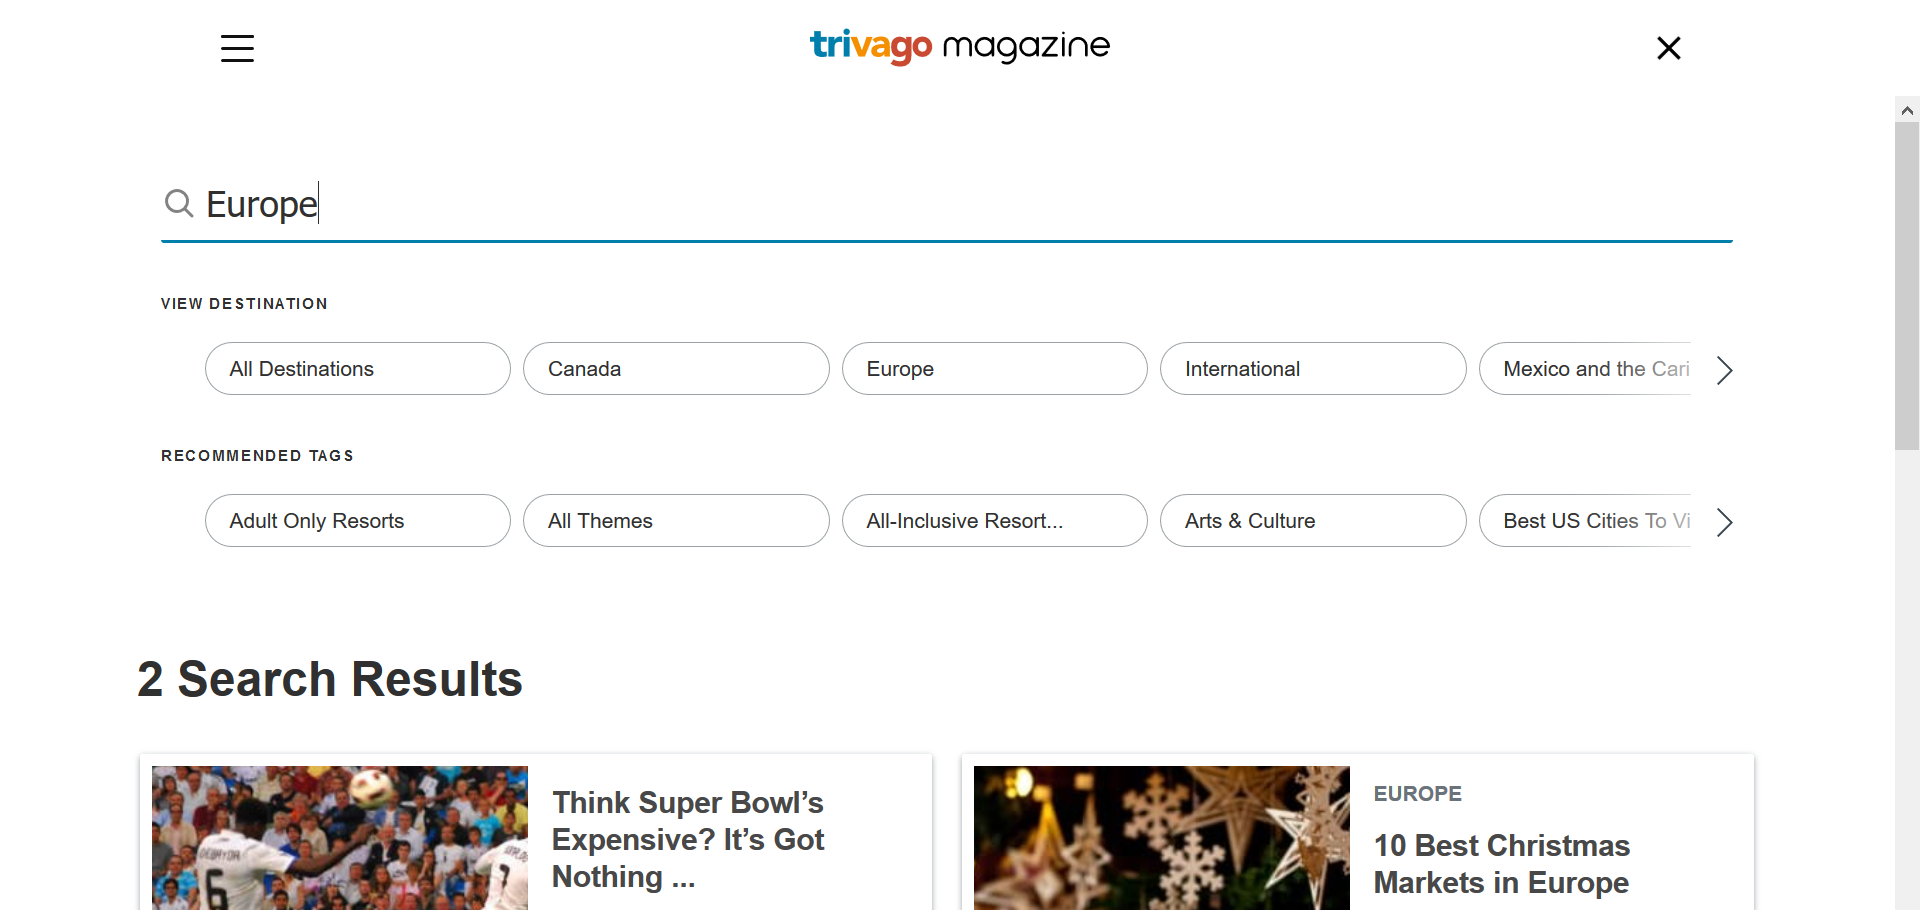 trivago magazine
Europe
VIEW DESTINATION
All Destinations
Canada
Europe
International
Mexico and the Cari
RECOMMENDED TAGS
Adult Only Resorts
All Themes
All-Inclusive Resort...
Arts & Culture
Best US Cities To Vi
2 Search Results
Think Super Bowl’s
Expensive? It’s Got
Nothing ...
EUROPE
10 Best Christmas
Markets in Europe
6
7